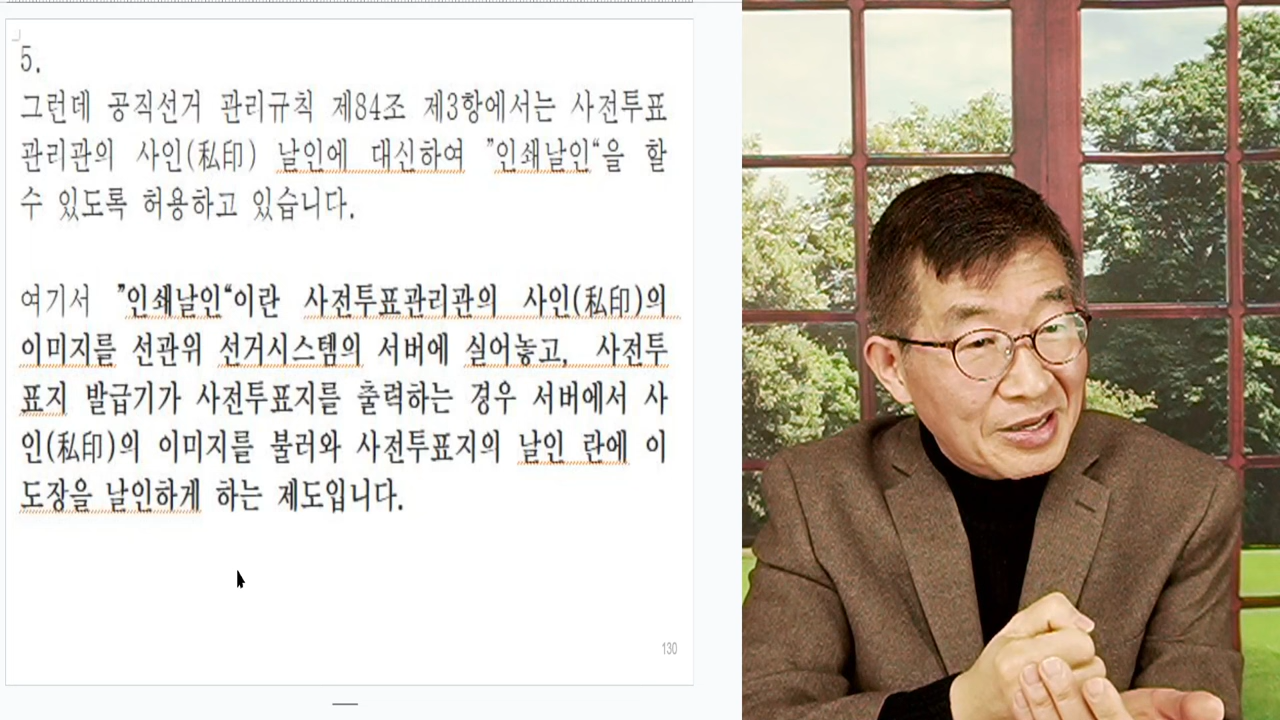 5.
그런데 공직선거 관리규칙 제84조 제3항에서는 사전투표
관리관의 사인(私印) 날인에 대신하여 "인쇄날인"을 할
수 있도록 허용하고 있습니다.
여기서 "인쇄날인"이란 사전투표관리관의 사인(私印)의
이미지를 선관위 선거시스템의 서버에 실어놓고, 사전투
표지 발급기가 사전투표지를 출력하는 경우 서버에서 사
인(私印)의 이미지를 불러와 사전투표지의 날인 란에 이
도장을 날인하게 하는 제도입니다.
130